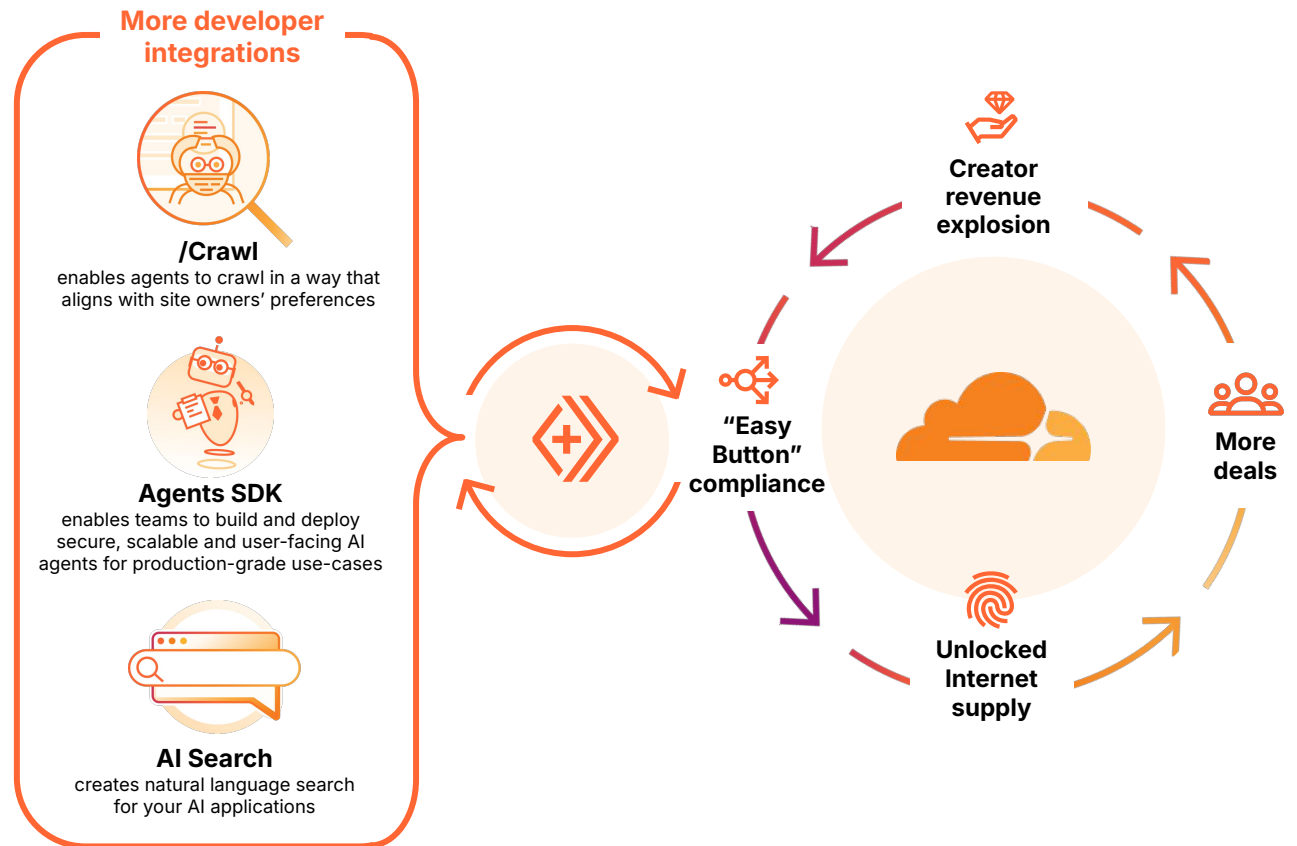 More developer
integrations
/Crawl
enables agents to crawl in a way that
aligns with site owners’ preferences
Agents SDK
enables teams to build and deploy
secure, scalable and user-facing AI
agents for production-grade use-cases
AI Search
creates natural language search
for your AI applications
Creator
revenue
explosion
“Easy
Button”
compliance
More
deals
Unlocked
Internet
supply